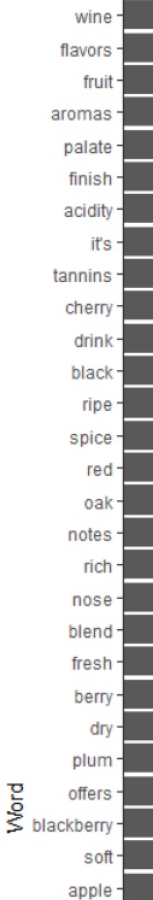 wine
flavors
fruit
aromas
palate
finish
acidity
it's
tannins
cherry
drink
black
ripe
spice
red
oak
notes
rich
nose
blend
fresh
berry
dry
plum
offers
blackberry
soft
apple
Word